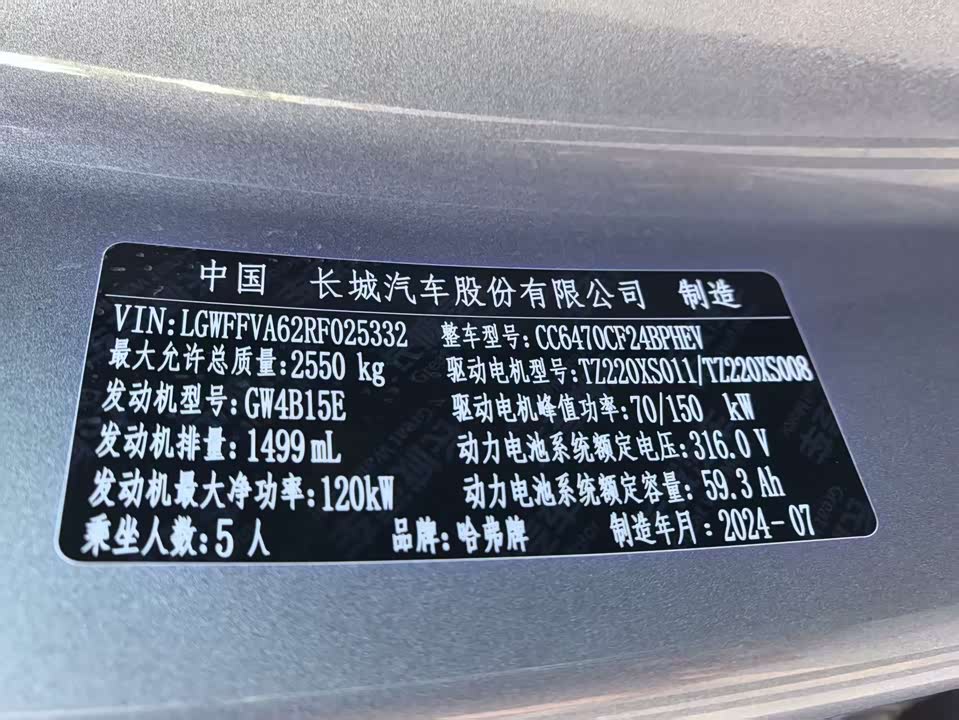 中国 长城汽车股份有限公司 制造
VIN:LGWFFVA62RF025332 整车型号:CC6470CF24BPHEV
最大允许总质量:2550 kg 驱动电机型号:TZ220XS011/TZ220XS008
发动机型号:GW4B15E 驱动电机峰值功率:70/150 kW
发动机排量:1499 mL 动力电池系统额定电压:316.0 V
发动机最大净功率:120kW 动力电池系统额定容量:59.3 Ah
乘坐人数:5 人 品牌:哈弗牌 制造年月:2024-07